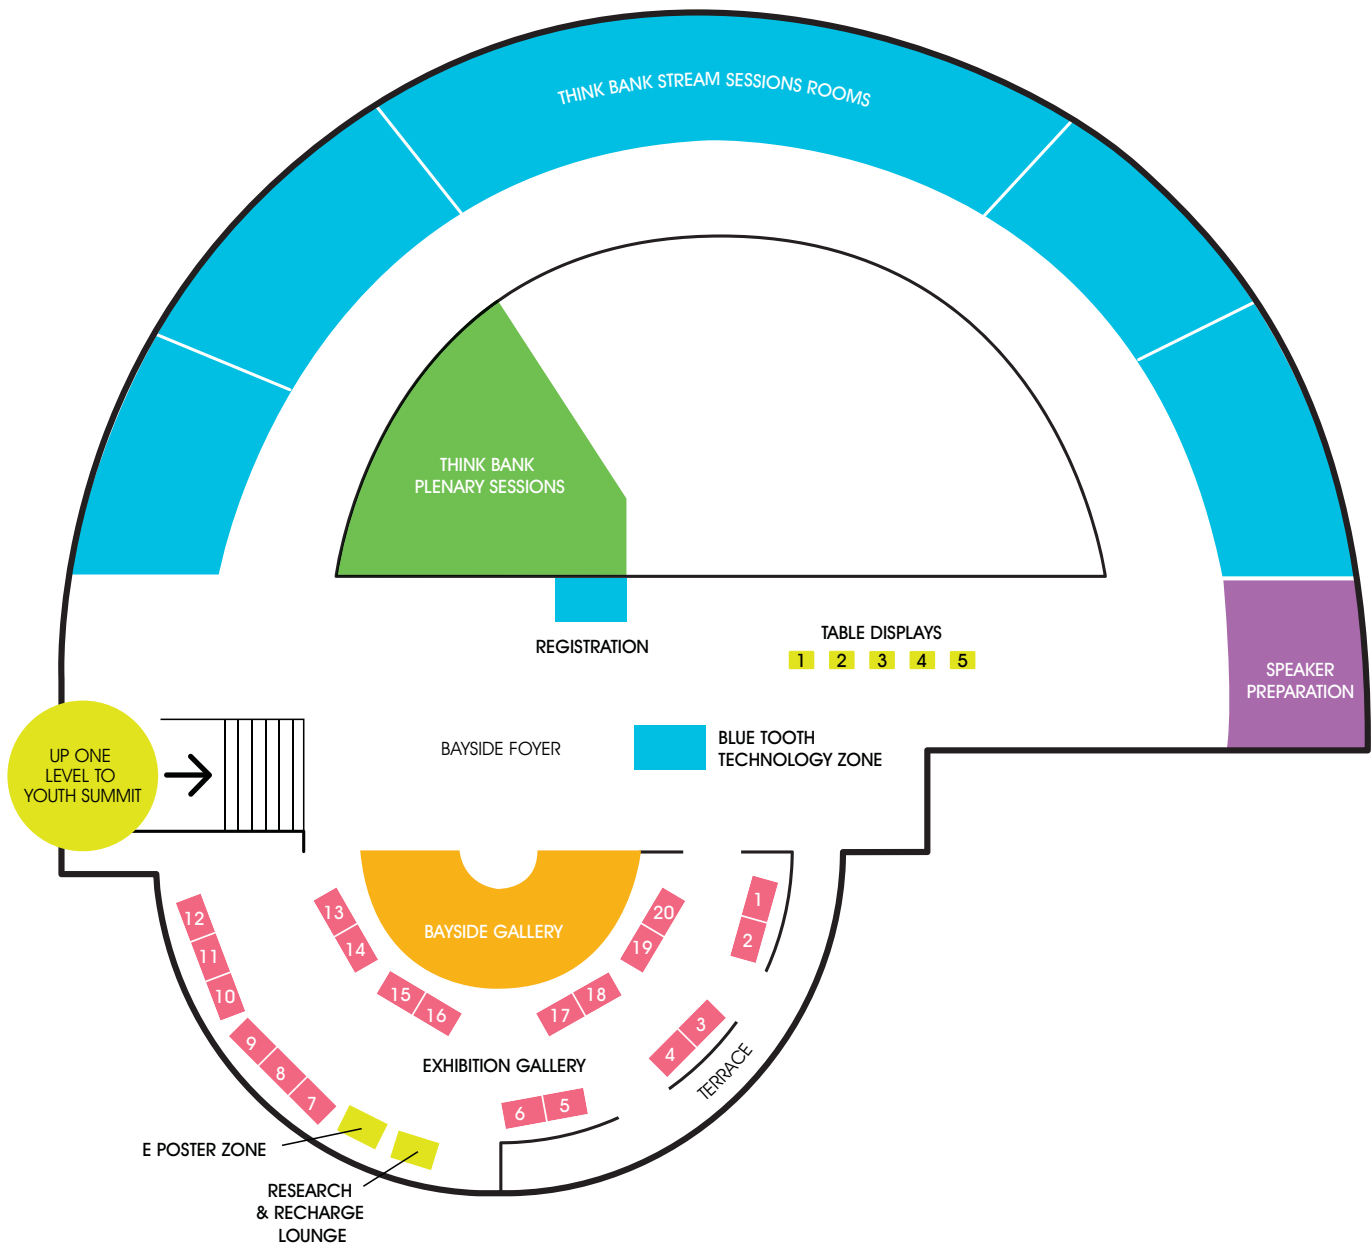 THINK BANK STREAM SESSIONS ROOMS
THINK BANK
PLENARY SESSIONS
REGISTRATION
TABLE DISPLAYS
1 2 3 4 5
SPEAKER
PREPARATION
UP ONE
LEVEL TO
YOUTH SUMMIT
BAYSIDE FOYER
BLUE TOOTH
TECHNOLOGY ZONE
BAYSIDE GALLERY
12
11
10
9
8
7
13
14
15
16
17
18
19
20
1
2
3
4
5
6
EXHIBITION GALLERY
TERRACE
E POSTER ZONE
RESEARCH
& RECHARGE
LOUNGE